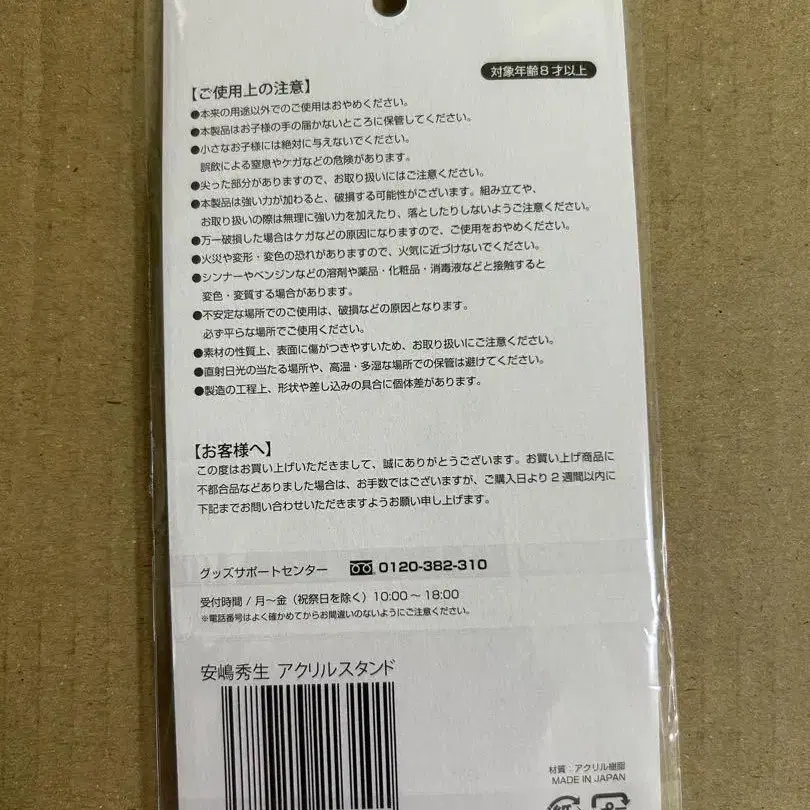 対象年齢8才以上
【ご使用上の注意】
●本来の用途以外でのご使用はおやめください。
●本製品はお子様の手の届かないところに保管してください。
●小さなお子様には絶対に与えないでください。
誤飲による窒息やケガなどの危険があります。
●尖った部分がありますので、お取り扱いにはご注意ください。
●本製品は強い力が加わると、破損する可能性がございます。組み立てや、
お取り扱いの際は無理に強い力を加えたり、落としたりしないようご注意ください。
●万一破損した場合はケガなどの原因になりますので、ご使用をおやめください。
●火災や変形・変色の恐れがありますので、火気に近づけないでください。
●シンナーやベンジンなどの溶剤や薬品・化粧品・消毒液などと接触すると
変色・変質する場合があります。
●不安定な場所でのご使用は、破損などの原因となります。
必ず平らな場所でご使用ください。
●素材の性質上、表面に傷がつきやすいため、お取り扱いにご注意ください。
●直射日光の当たる場所や、高温・多湿な場所での保管は避けてください。
●製造の工程上、形状や差し込みの具合に個体差があります。
【お客様へ】
この度はお買い上げいただきまして、誠にありがとうございます。お買い上げ商品に
不都合品などありました場合は、お手数ではございますが、ご購入日より2週間以内に
下記までお問い合わせいただきますようお願い申し上げます。
グッズサポートセンター 0120-382-310
受付時間/月～金（祝祭日を除く）10:00～18:00
※電話番号はよく確かめてからお間違いのないようにご注意ください。
安嶋秀生 アクリルスタンド
材質：アクリル樹脂
MADE IN JAPAN